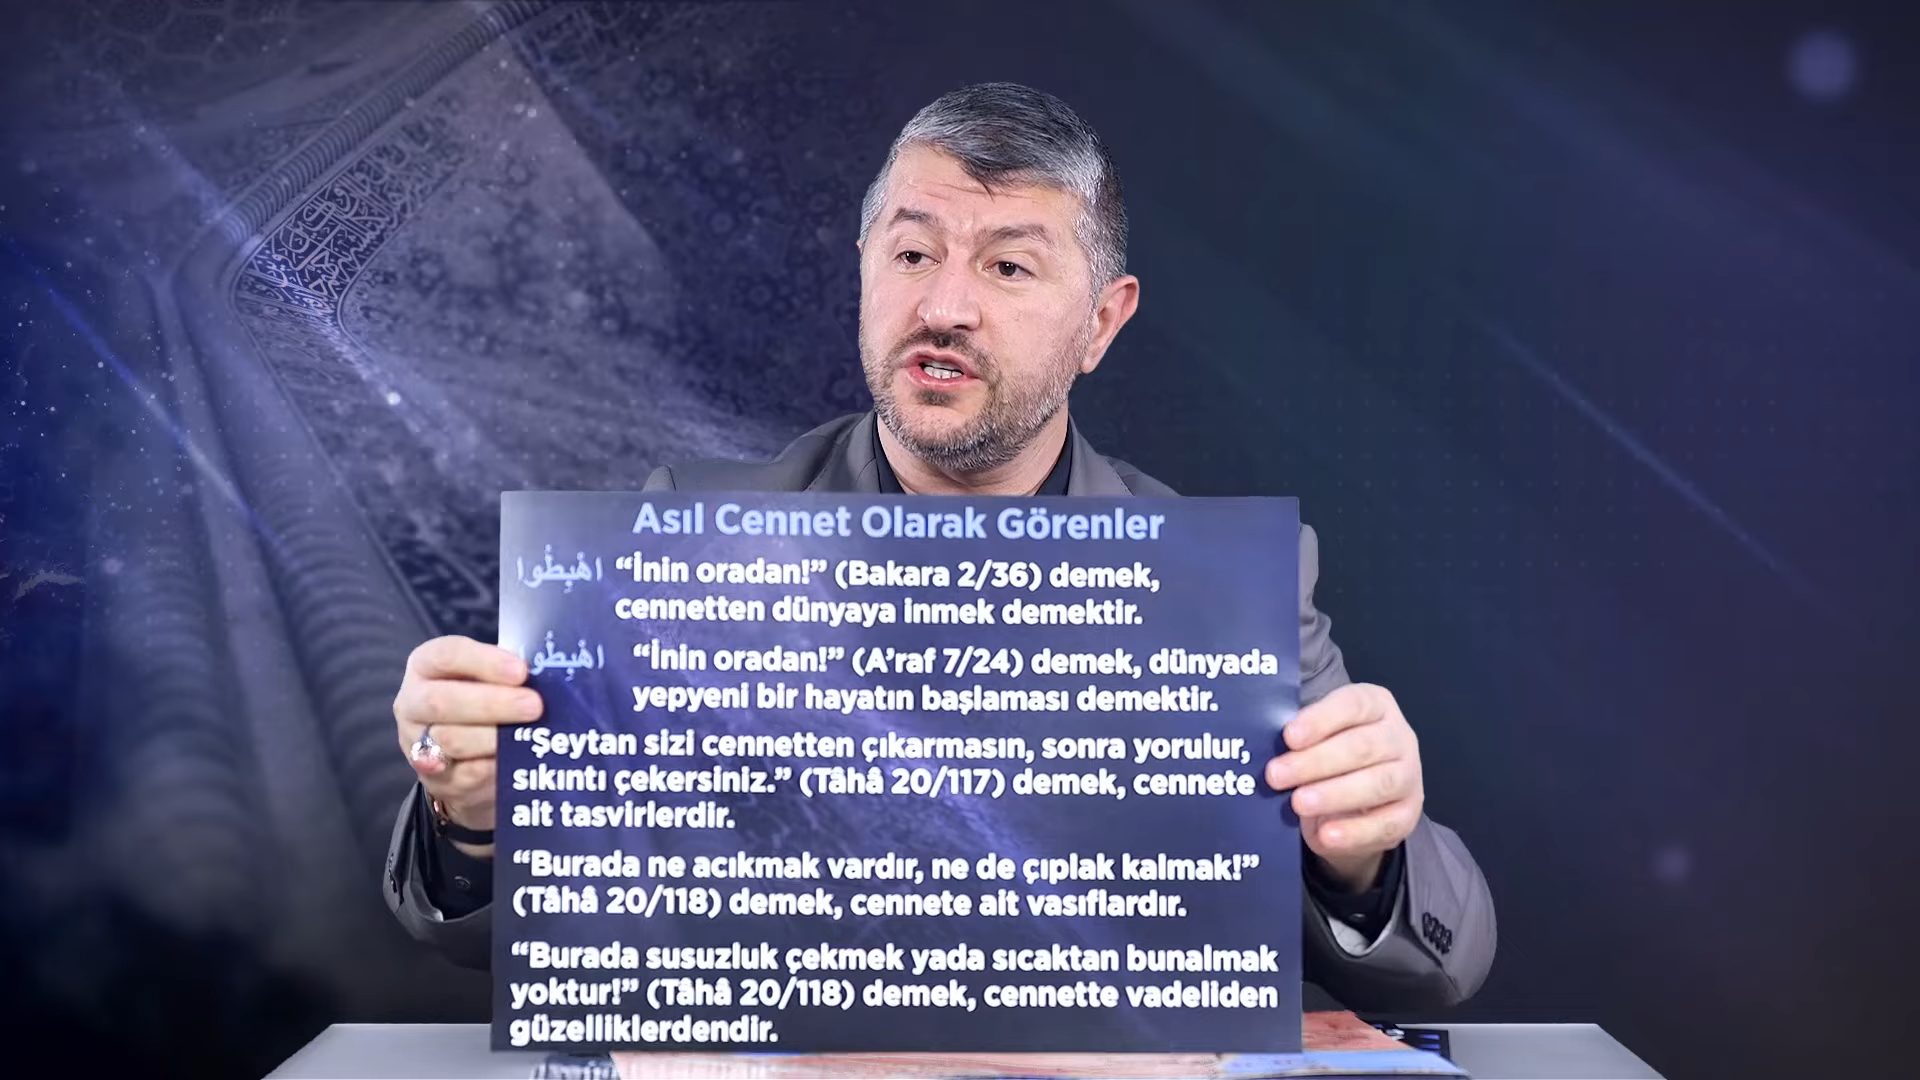 Asıl Cennet Olarak Görenler
اهْبِطُوا “İnin oradan!” (Bakara 2/36) demek,
cennetten dünyaya inmek demektir.
اهْبِطُوا “İnin oradan!” (A’raf 7/24) demek, dünyada
yepyeni bir hayatın başlaması demektir.
“Şeytan sizi cennetten çıkarmasın, sonra yorulur,
sıkıntı çekersiniz.” (Tâhâ 20/117) demek, cennete
ait tasvirlerdir.
“Burada ne acıkmak vardır, ne de çıplak kalmak!”
(Tâhâ 20/118) demek, cennete ait vasıflardır.
“Burada susuzluk çekmek yada sıcaktan bunalmak
yoktur!” (Tâhâ 20/118) demek, cennette vadeliden
güzelliklerdendir.